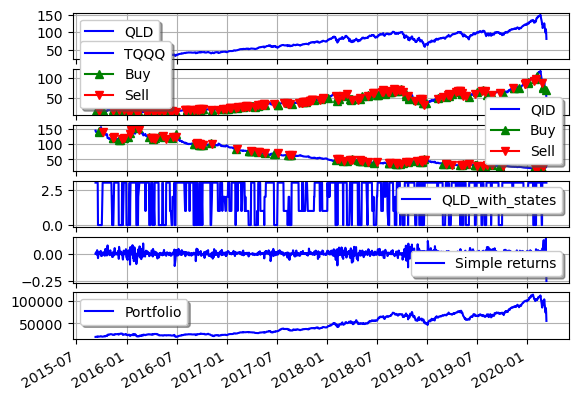 150
100
50
QLD
TQQQ
Buy
Sell
100
50
QID
Buy
Sell
150
100
50
2.5
0.0
QLD_with_states
0.00
−0.25
Simple returns
100000
50000
Portfolio
2015-07
2016-01
2016-07
2017-01
2017-07
2018-01
2018-07
2019-01
2019-07
2020-01